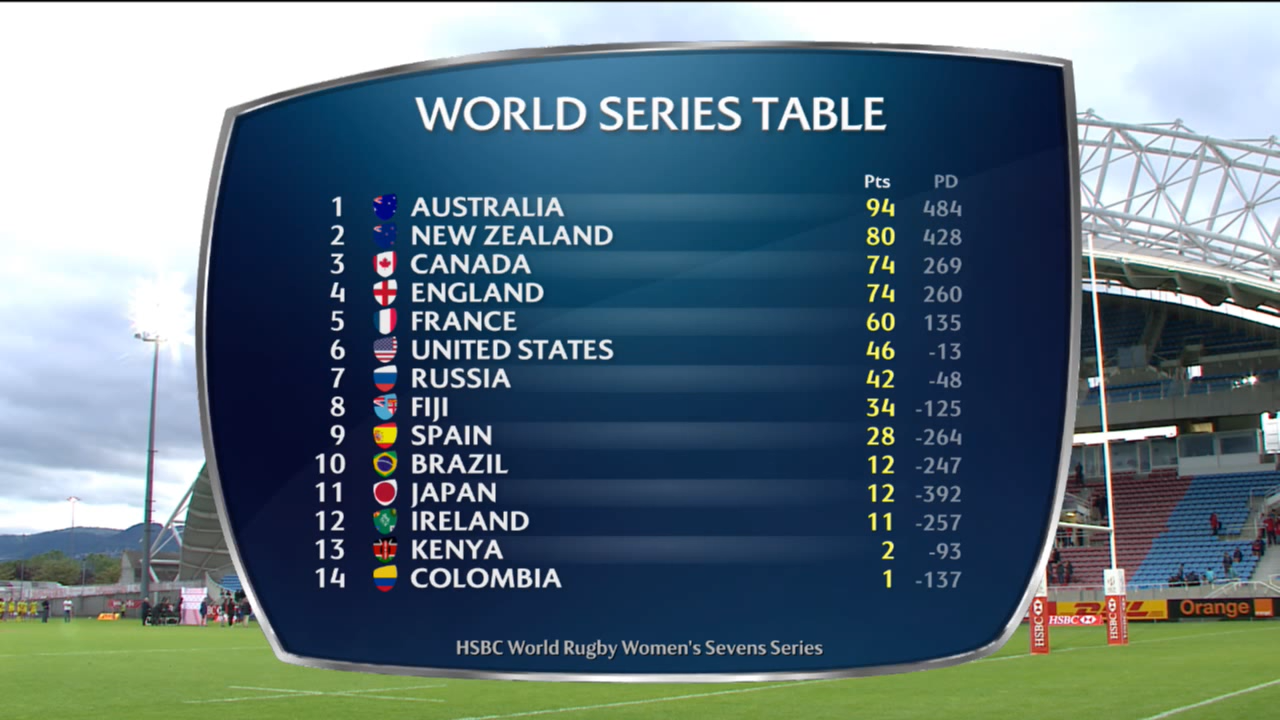 WORLD SERIES TABLE
Pts PD
1 AUSTRALIA 94 484
2 NEW ZEALAND 80 428
3 CANADA 74 269
4 ENGLAND 74 260
5 FRANCE 60 135
6 UNITED STATES 46 -13
7 RUSSIA 42 -48
8 FIJI 34 -125
9 SPAIN 28 -264
10 BRAZIL 12 -247
11 JAPAN 12 -392
12 IRELAND 11 -257
13 KENYA 2 -93
14 COLOMBIA 1 -137
HSBC World Rugby Women's Sevens Series
HSBC
HSBC
HSBC
DHL
Orange